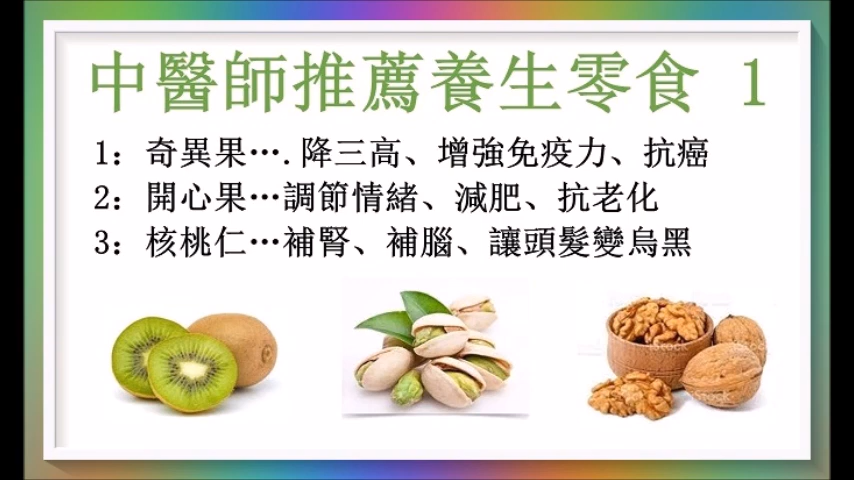 中醫師推薦養生零食 1
1: 奇異果….降三高、增強免疫力、抗癌
2: 開心果…調節情緒、減肥、抗老化
3: 核桃仁…補腎、補腦、讓頭髮變烏黑